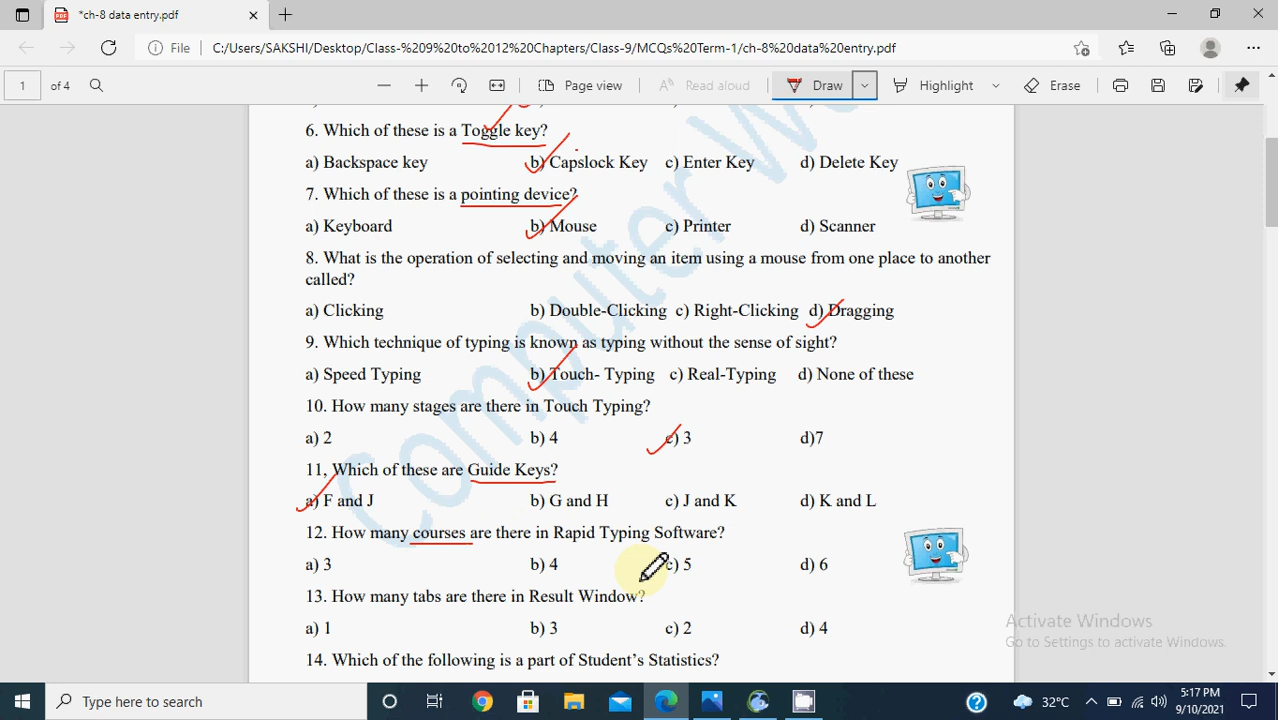 *ch-8 data entry.pdf
File C:/Users/SAKSHI/Desktop/Class-%209%20to%2012%20Chapters/Class-9/MCQs%20Term-1/ch-8%20data%20entry.pdf
1 of 4 Page view Read aloud Draw Highlight Erase
6. Which of these is a Toggle key?
a) Backspace key b) Capslock Key c) Enter Key d) Delete Key
7. Which of these is a pointing device?
a) Keyboard b) Mouse c) Printer d) Scanner
8. What is the operation of selecting and moving an item using a mouse from one place to another
called?
a) Clicking b) Double-Clicking c) Right-Clicking d) Dragging
9. Which technique of typing is known as typing without the sense of sight?
a) Speed Typing b) Touch- Typing c) Real-Typing d) None of these
10. How many stages are there in Touch Typing?
a) 2 b) 4 c) 3 d)7
11, Which of these are Guide Keys?
a) F and J b) G and H c) J and K d) K and L
12. How many courses are there in Rapid Typing Software?
a) 3 b) 4 c) 5 d) 6
13. How many tabs are there in Result Window?
a) 1 b) 3 c) 2 d) 4
14. Which of the following is a part of Student's Statistics?
Computer W
Activate Windows
Go to Settings to activate Windows.
Type here to search
32°C
5:17 PM
9/10/2021